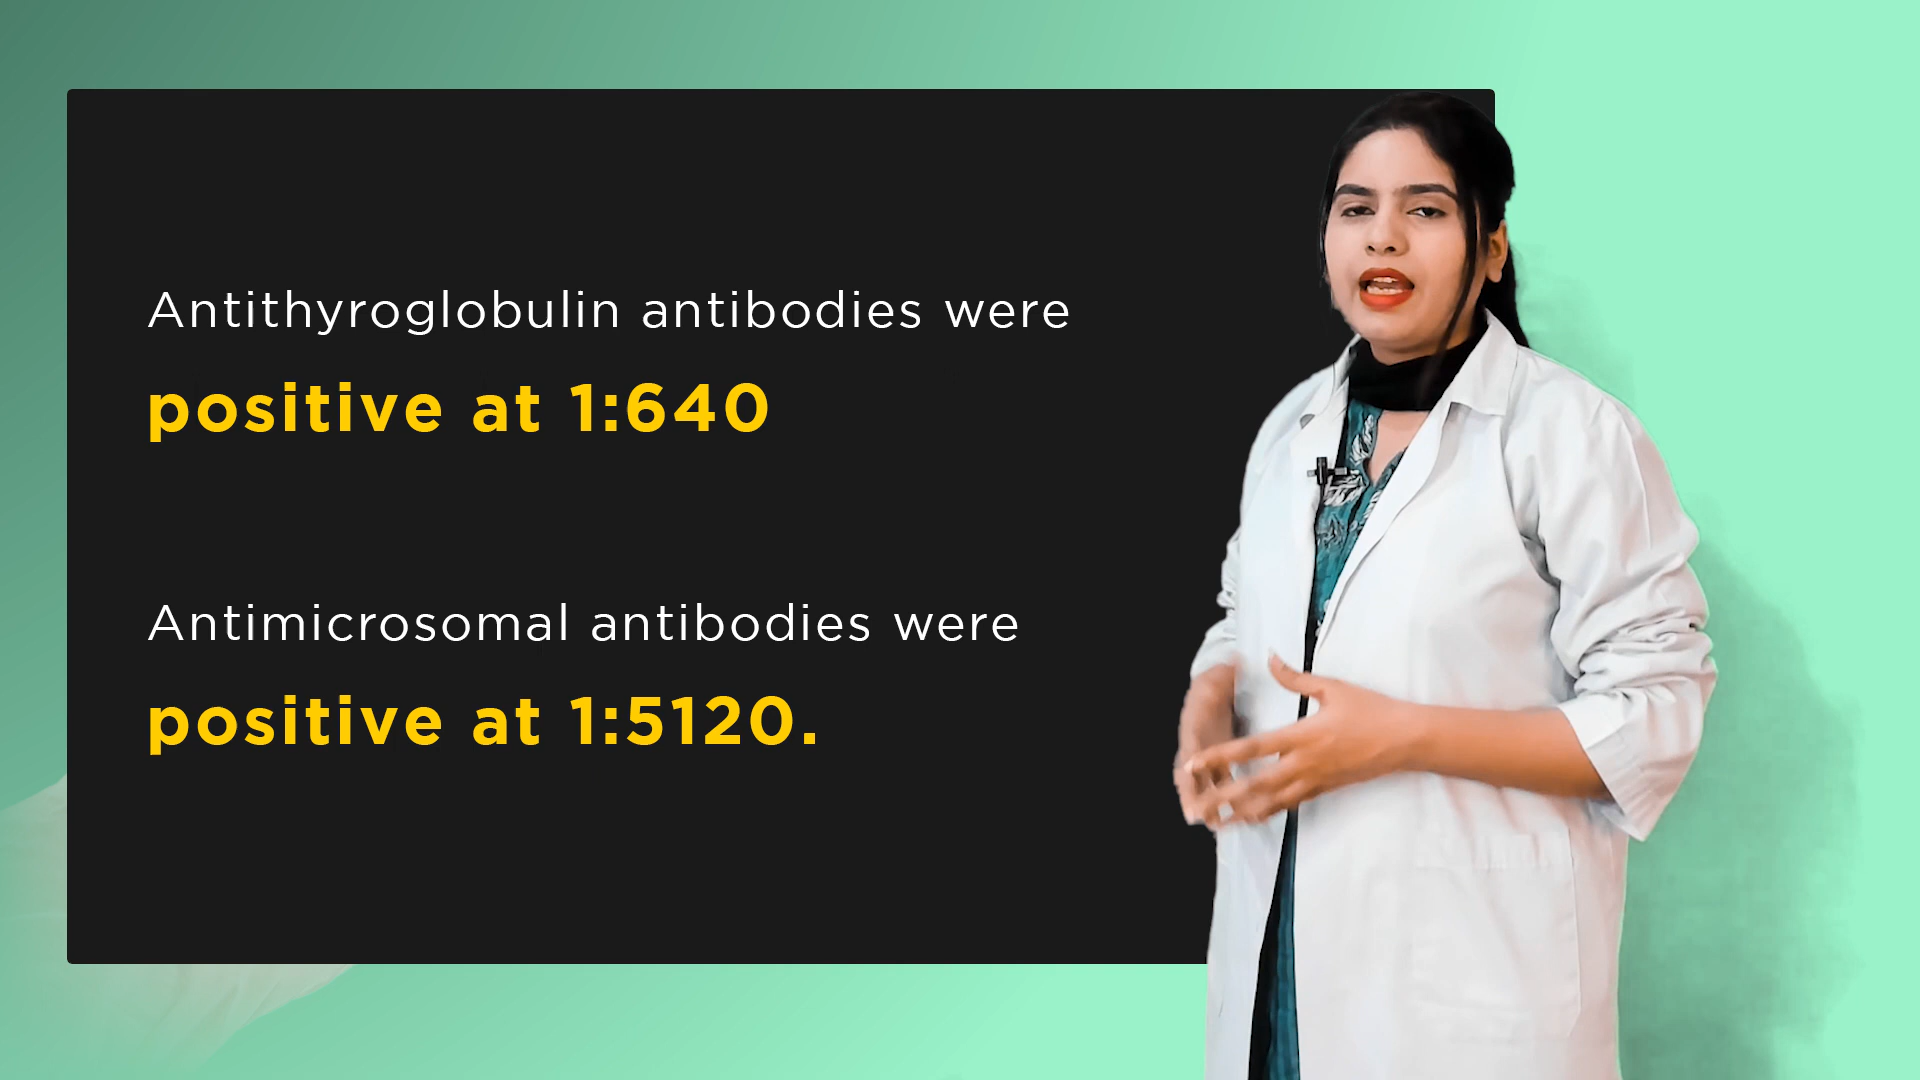 Antithyroglobulin antibodies were
positive at 1:640
Antimicrosomal antibodies were
positive at 1:5120.